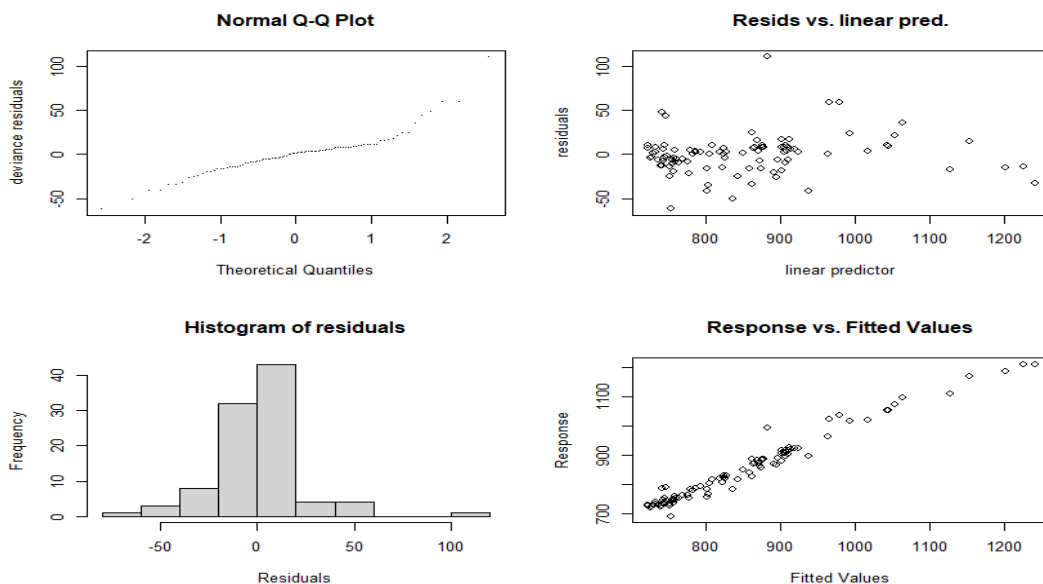 Normal Q-Q Plot
deviance residuals
-50 0 50 100
-2 -1 0 1 2
Theoretical Quantiles
Resids vs. linear pred.
residuals
-50 0 50 100
800 900 1000 1100 1200
linear predictor
Histogram of residuals
Frequency
0 10 20 30 40
-50 0 50 100
Residuals
Response vs. Fitted Values
Response
700 900 1100
800 900 1000 1100 1200
Fitted Values